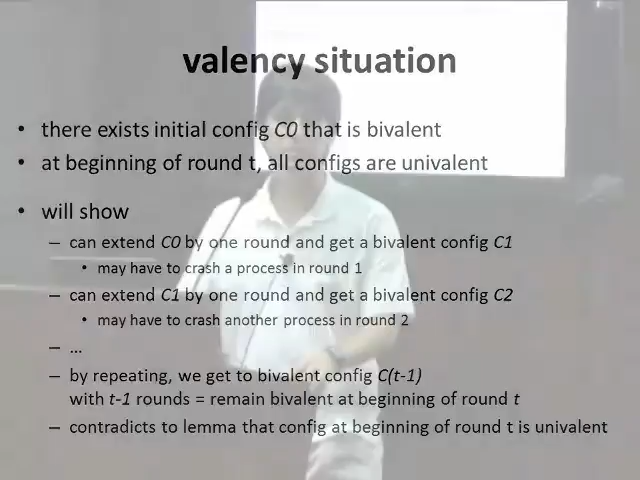 valency situation
• there exists initial config C0 that is bivalent
• at beginning of round t, all configs are univalent
• will show
– can extend C0 by one round and get a bivalent config C1
• may have to crash a process in round 1
– can extend C1 by one round and get a bivalent config C2
• may have to crash another process in round 2
– ...
– by repeating, we get to bivalent config C(t-1)
with t-1 rounds = remain bivalent at beginning of round t
– contradicts to lemma that config at beginning of round t is univalent